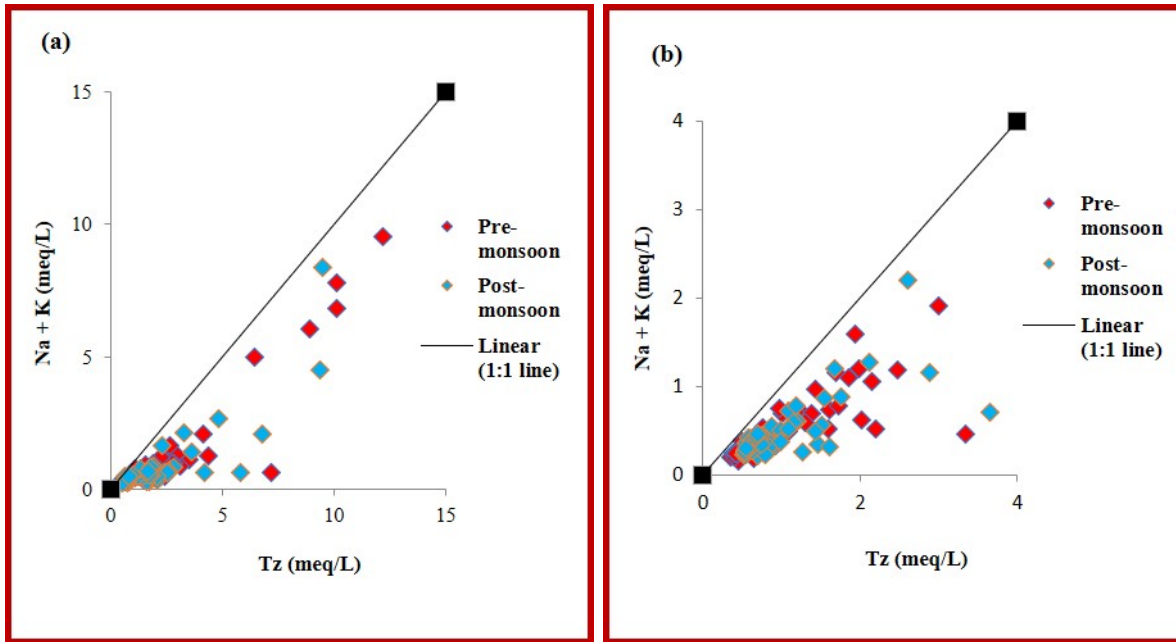 (a)
15
10
5
0
0
5
10
15
Na + K (meq/L)
Tz (meq/L)
Pre-
monsoon
Post-
monsoon
Linear
(1:1 line)
(b)
4
3
2
1
0
0
2
4
Na + K (meq/L)
Tz (meq/L)
Pre-
monsoon
Post-
monsoon
Linear
(1:1 line)